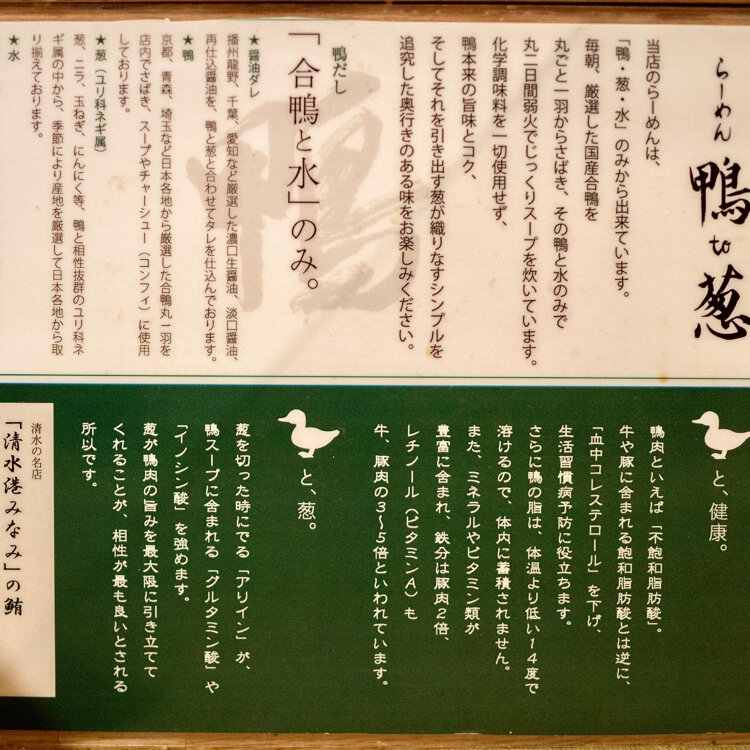 らーめん 鴨 to 葱
当店のらーめんは、
「鴨・葱・水」のみから出来ています。
毎朝、厳選した国産合鴨を
丸ごと一羽からさばき、その鴨と水のみで
丸二日間弱火でじっくりスープを炊いています。
化学調味料を一切使用せず、
鴨本来の旨味とコク、
そしてそれを引き出す葱が織りなすシンプルを
追究した奥行きのある味をお楽しみください。
鴨だし
「合鴨と水」のみ。
鴨
★醤油ダレ
播州龍野、千葉、愛知など厳選した濃口生醤油、淡口醤油、
再仕込醤油を、鴨と葱と合わせてタレを仕込んでおります。
★鴨
京都、青森、埼玉など日本各地から厳選した合鴨丸一羽を
店内でさばき、スープやチャーシュー（コンフィ）に使用
しております。
★葱（ユリ科ネギ属）
葱、ニラ、玉ねぎ、にんにく等、鴨と相性抜群のユリ科ネ
ギ属の中から、季節により産地を厳選して日本各地から取
り揃えております。
★水
と、健康。
鴨肉といえば「不飽和脂肪酸」。
牛や豚に含まれる飽和脂肪酸とは逆に、
「血中コレステロール」を下げ、
生活習慣病予防に役立ちます。
さらに鴨の脂は、体温より低い14度で
溶けるので、体内に蓄積されません。
また、ミネラルやビタミン類が
豊富に含まれ、鉄分は豚肉の2倍、
レチノール（ビタミンA）も
牛、豚肉の3〜5倍といわれています。
と、葱。
葱を切った時にでる「アリイン」が、
鴨スープに含まれる「グルタミン酸」や
「イノシン酸」を強めます。
葱が鴨肉の旨みを最大限に引き立てて
くれることが、相性が最も良いとされる
所以です。
清水の名店
「清水港みなみ」の鮪